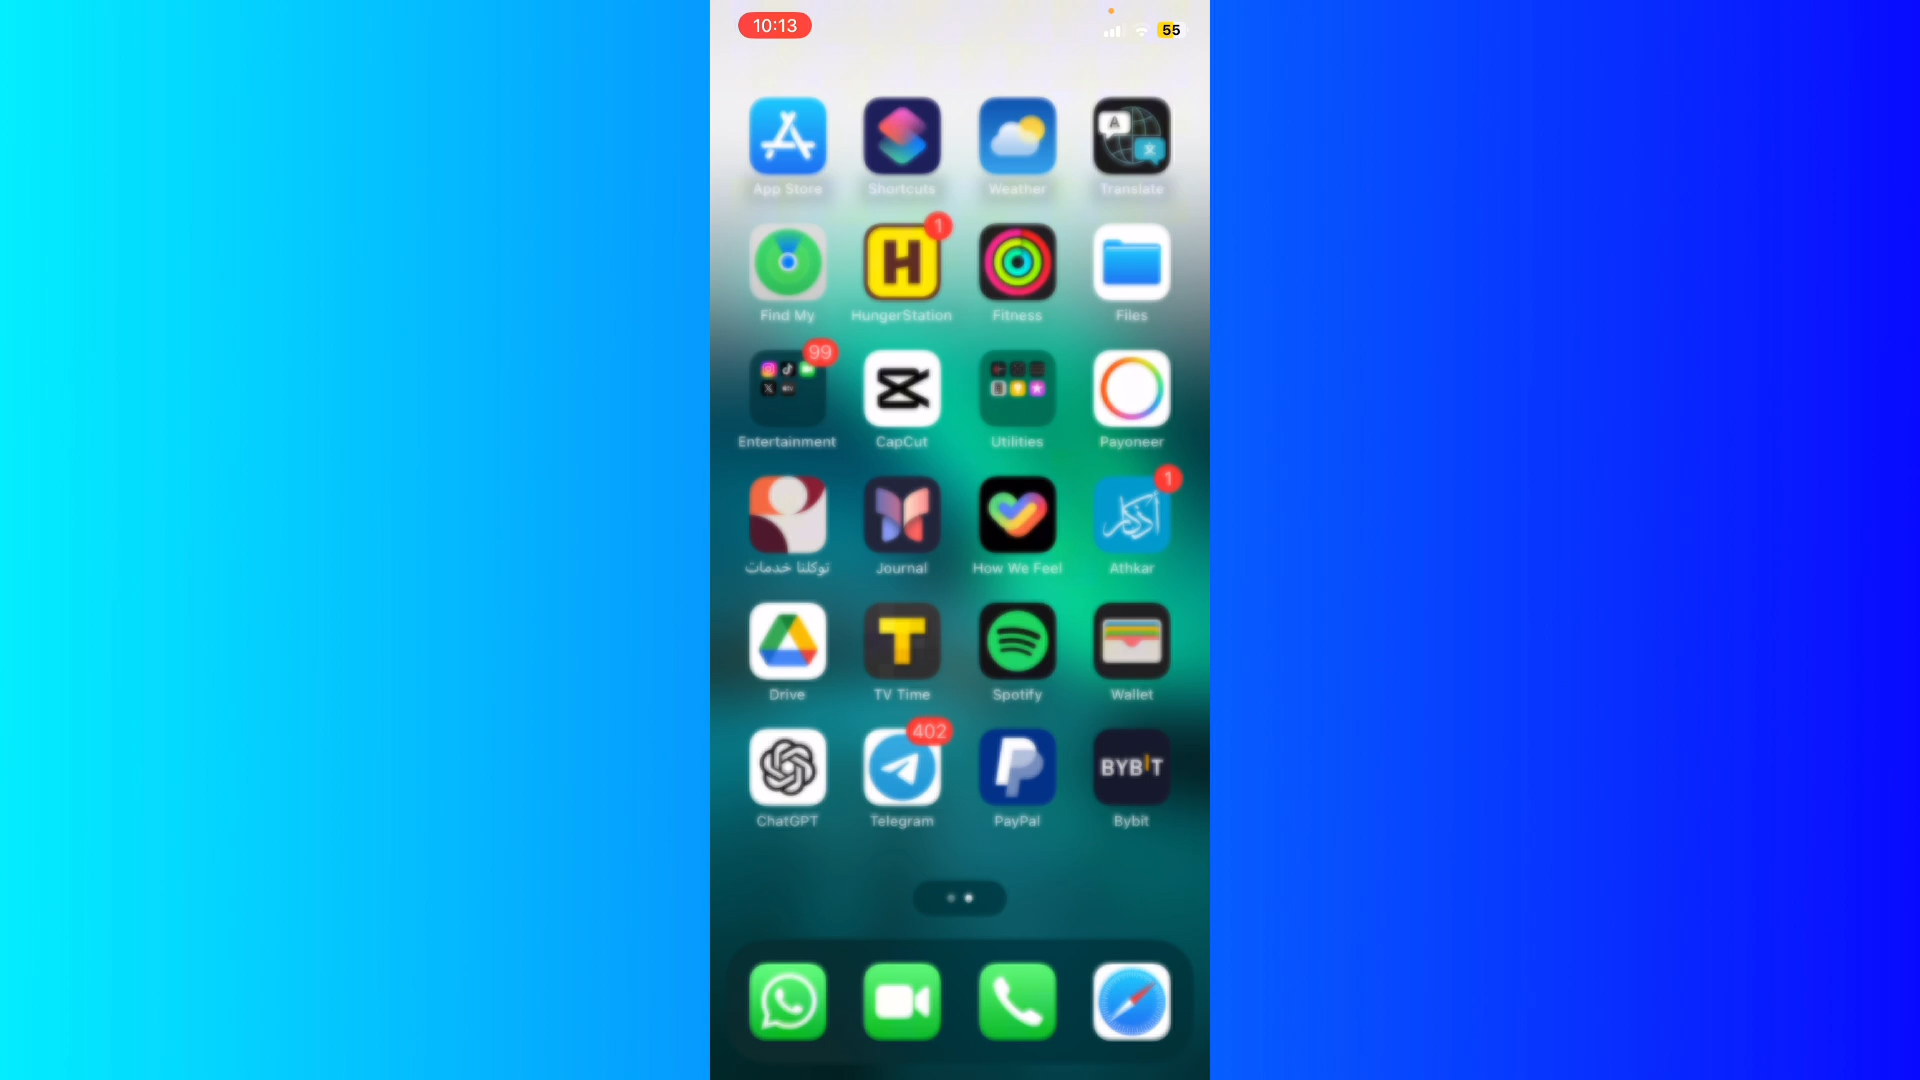 10:13
55
A
文
App Store Shortcuts Weather Translate
1
H
Find My HungerStation Fitness Files
99
Entertainment CapCut Utilities Payoneer
1
أذكار
توكلنا خدمات Journal How We Feel Athkar
T
Drive TV Time Spotify Wallet
402
BYBIT
ChatGPT Telegram PayPal Bybit